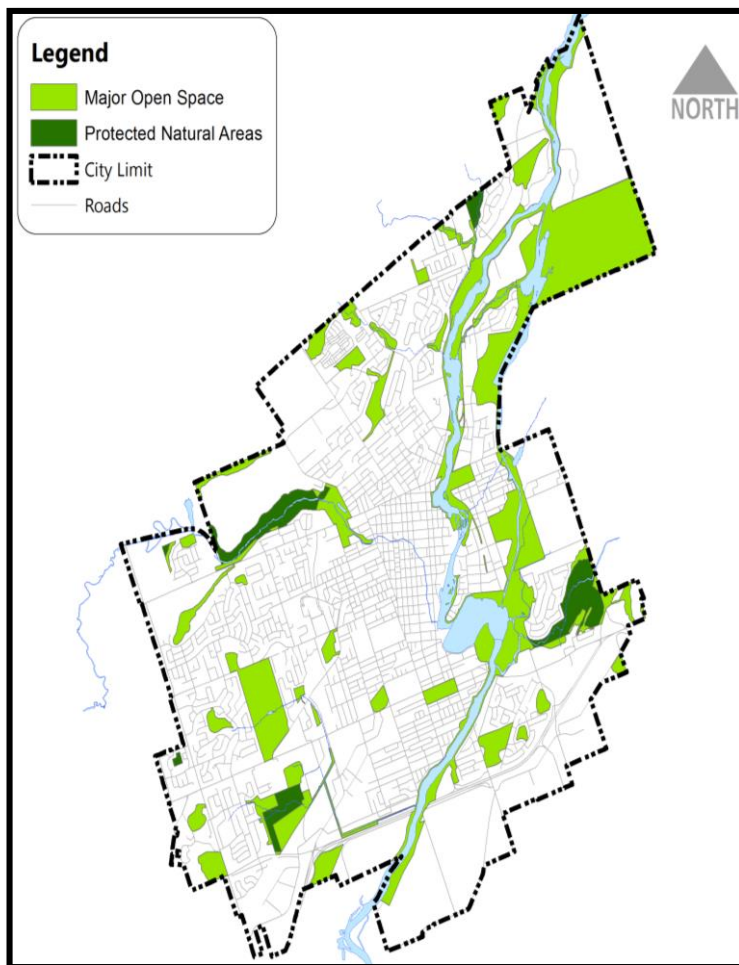 Legend
Major Open Space
Protected Natural Areas
City Limit
Roads
NORTH